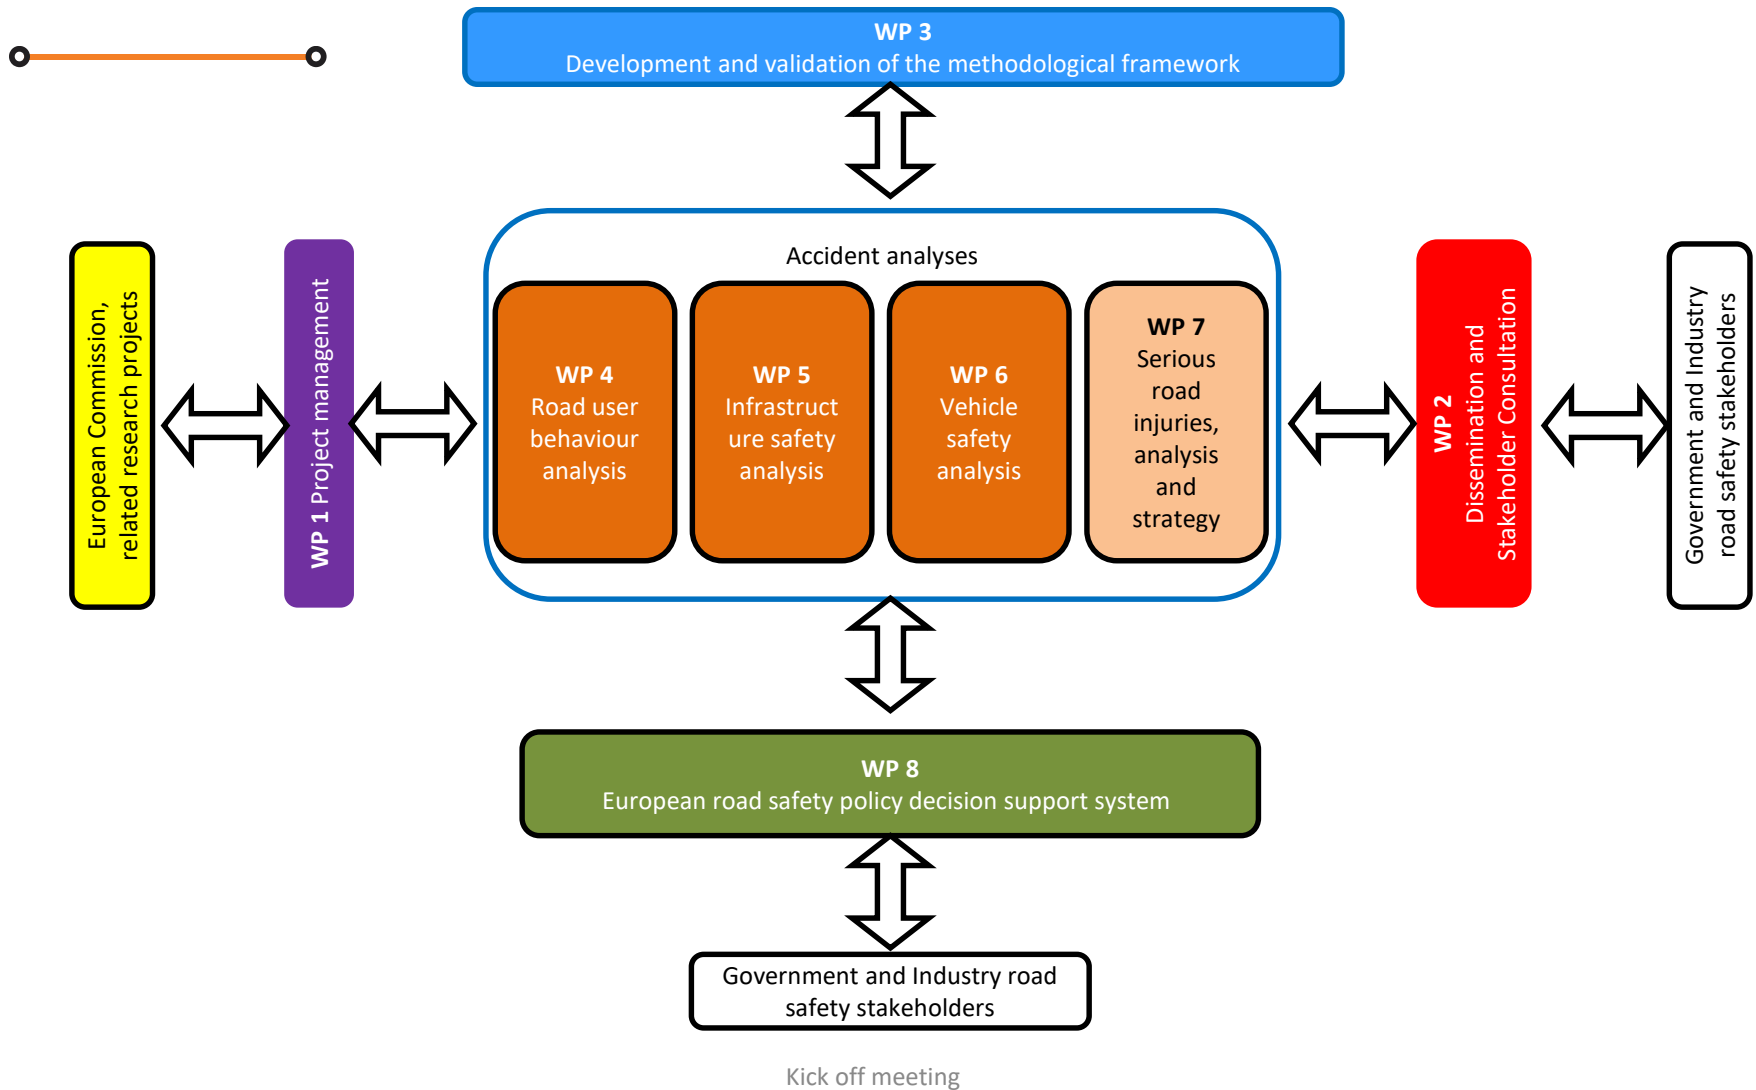 WP 3
Development and validation of the methodological framework
European Commission,
related research projects
WP 1 Project management
Accident analyses
WP 4
Road user
behaviour
analysis
WP 5
Infrastruct
ure safety
analysis
WP 6
Vehicle
safety
analysis
WP 7
Serious
road
injuries,
analysis
and
strategy
WP 2
Dissemination and
Stakeholder Consultation
Government and Industry
road safety stakeholders
WP 8
European road safety policy decision support system
Government and Industry road
safety stakeholders
Kick off meeting